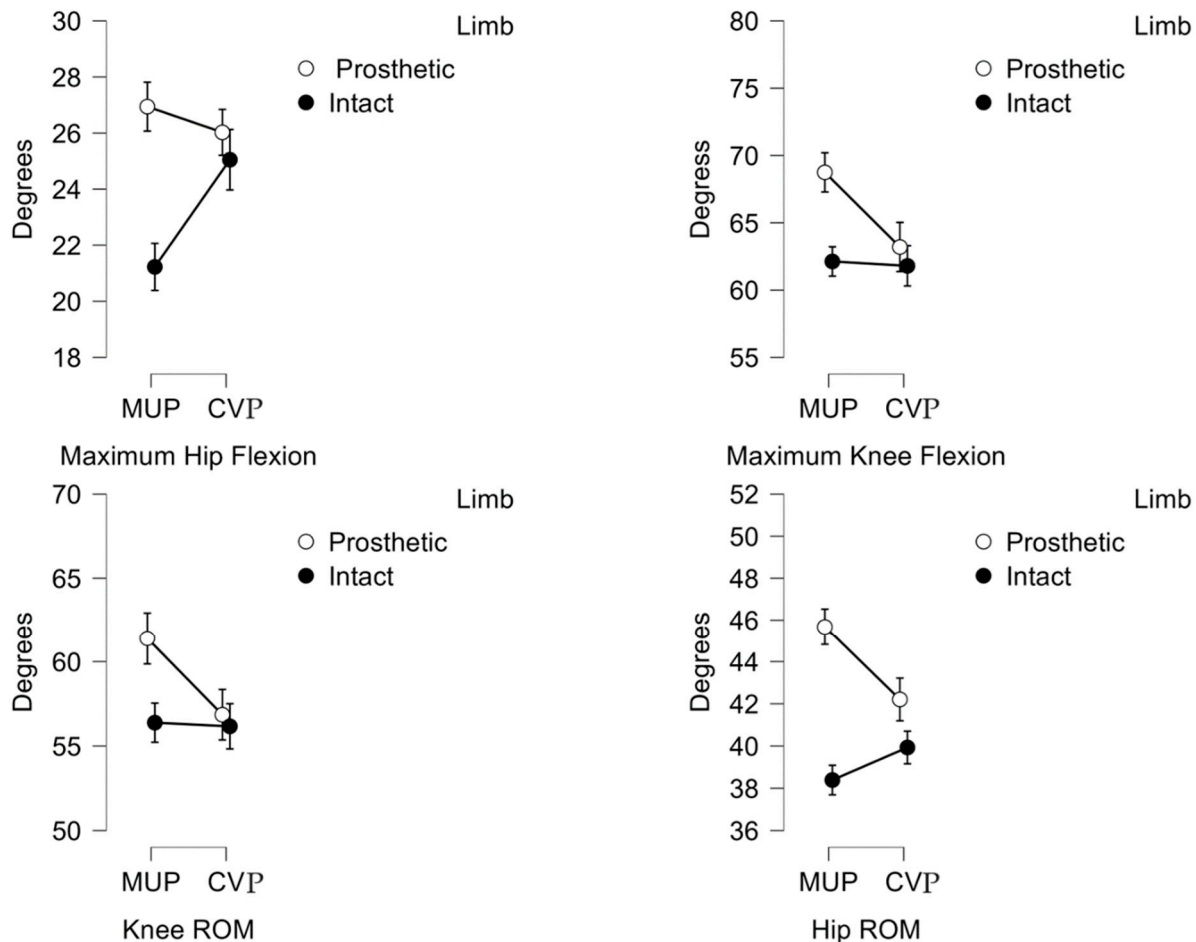 30
28
26
24
22
20
18
Degrees
Limb
Prosthetic
Intact
MUP CVP
Maximum Hip Flexion
80
75
70
65
60
55
Degress
Limb
Prosthetic
Intact
MUP CVP
Maximum Knee Flexion
70
65
60
55
50
Degrees
Limb
Prosthetic
Intact
MUP CVP
Knee ROM
52
50
48
46
44
42
40
38
36
Degrees
Limb
Prosthetic
Intact
MUP CVP
Hip ROM